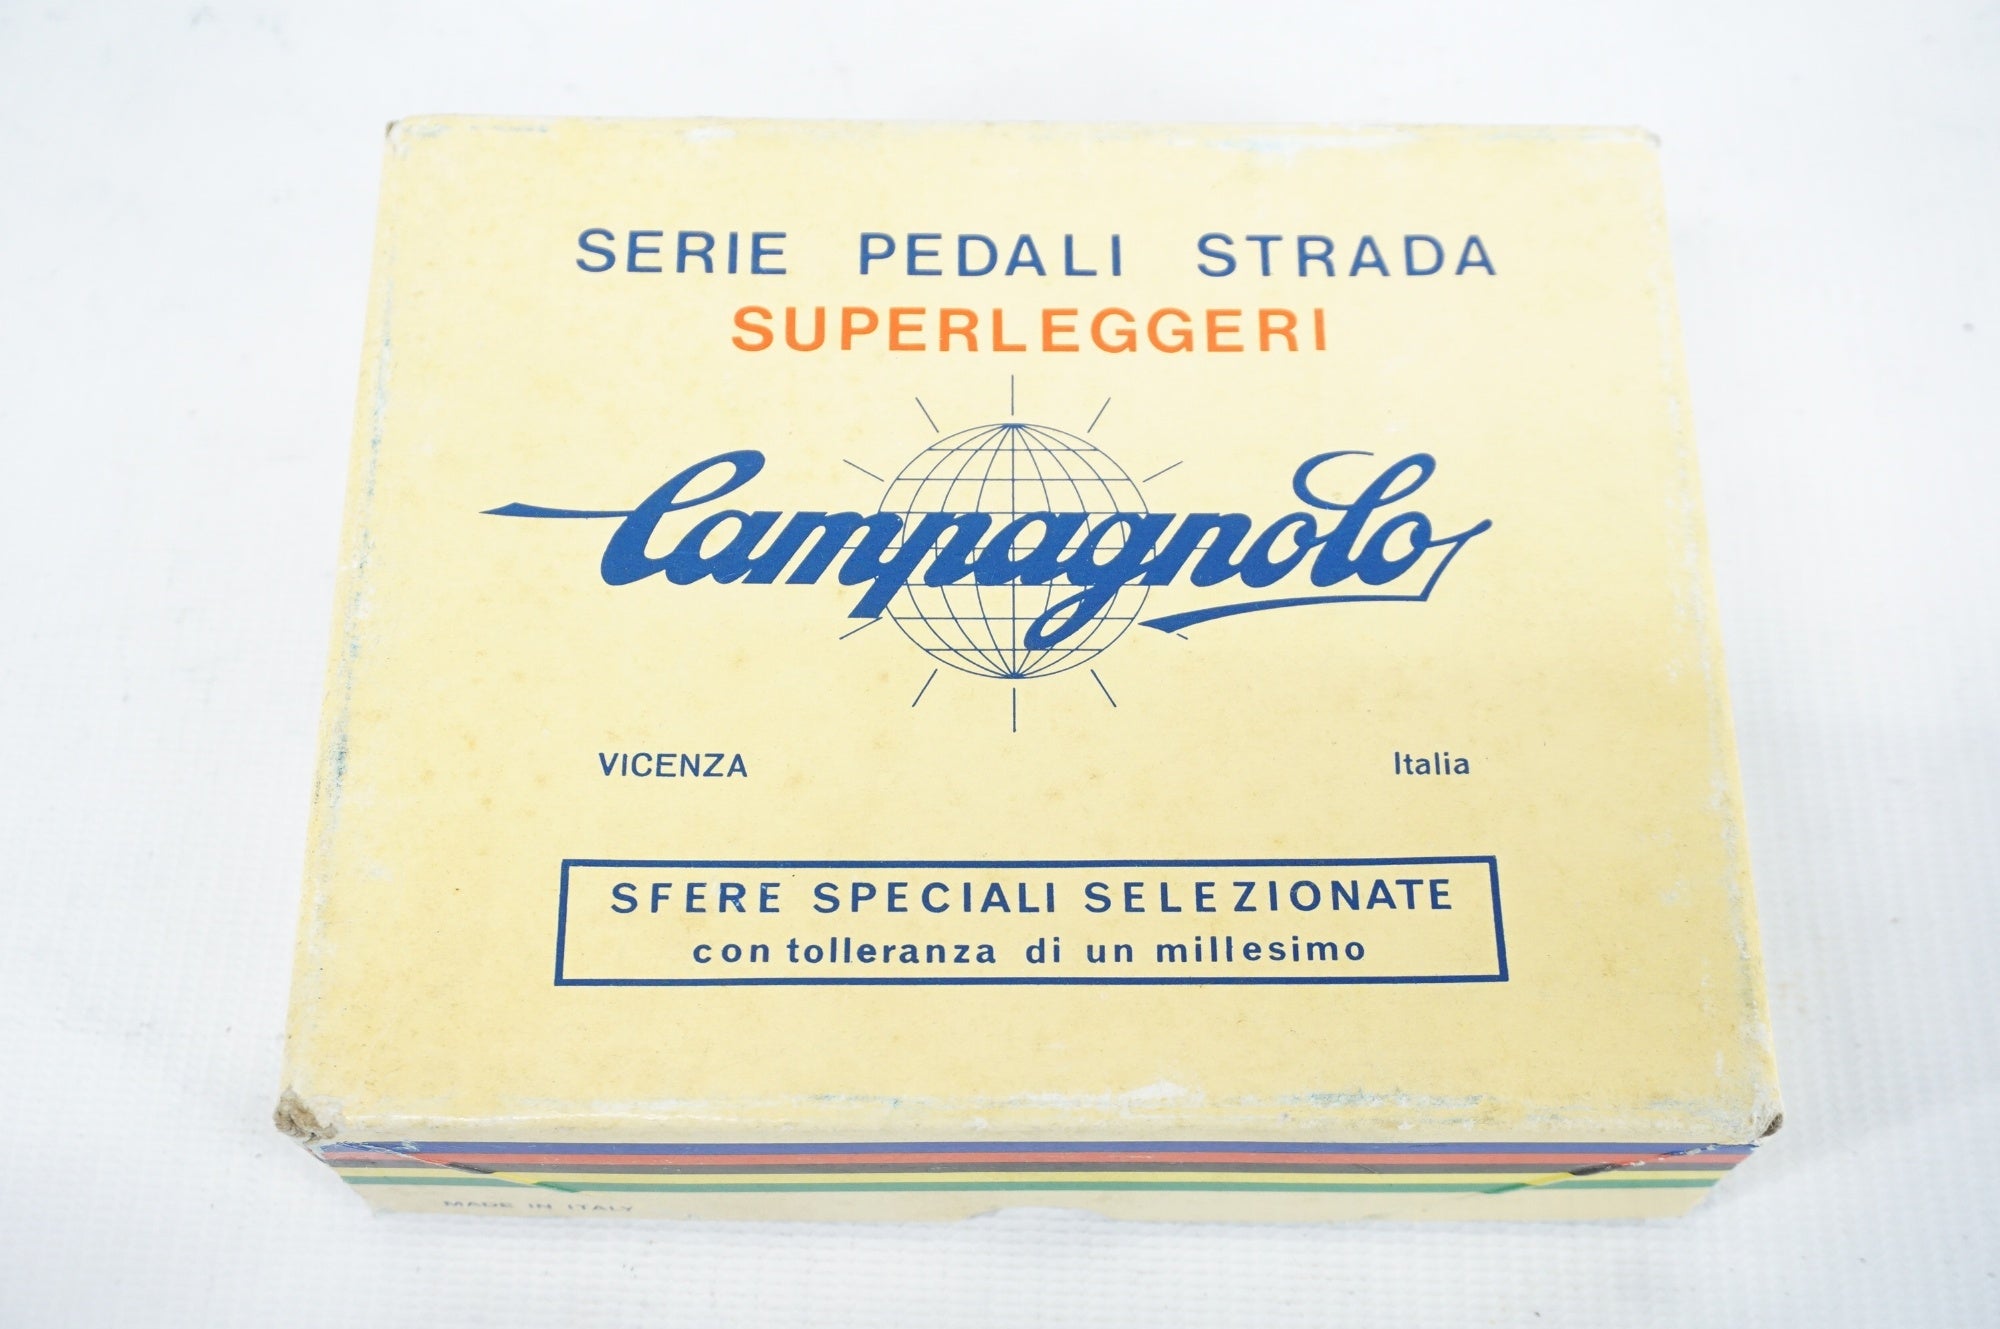 SERIE PEDALI STRADA
SUPERLEGGERI
Campagnolo
VICENZA Italia
SFERE SPECIALI SELEZIONATE
con tolleranza di un millesimo
MADE IN ITALY